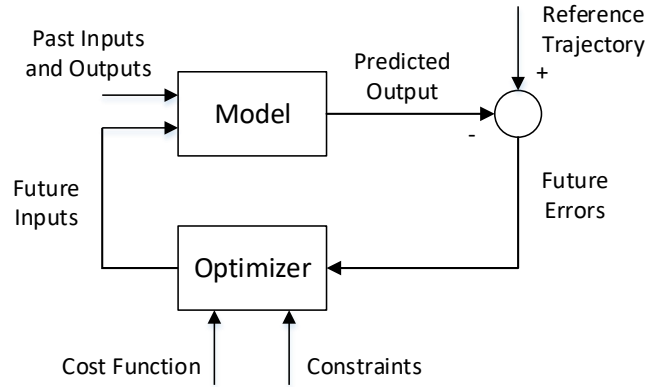 Reference
Trajectory
Past Inputs
and Outputs
Predicted
Output
+
Model
-
Future
Inputs
Future
Errors
Optimizer
Cost Function
Constraints